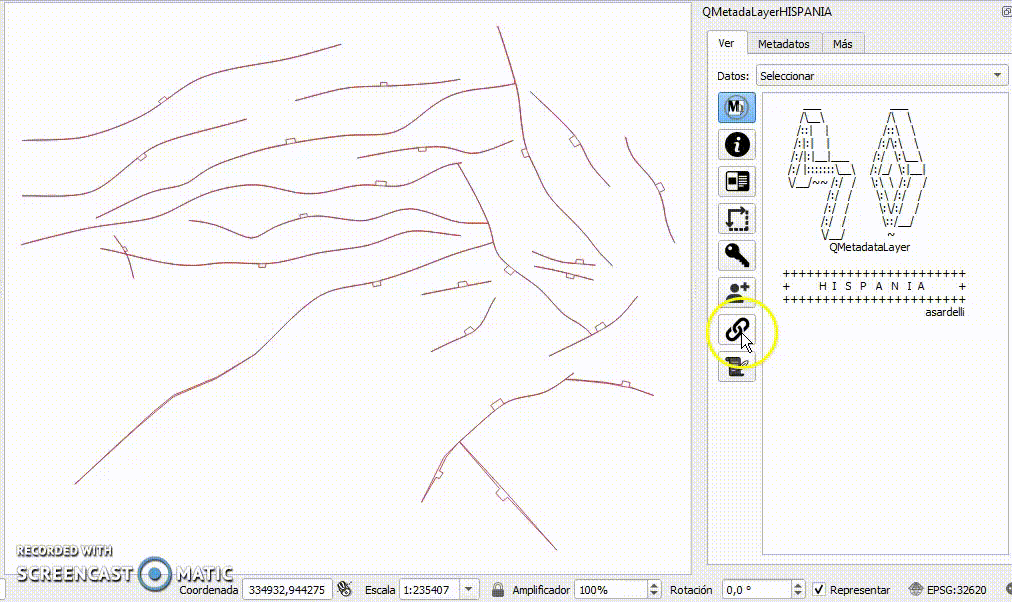 QMetadaLayerHISPANIA
Ver Metadatos Más
Datos: Seleccionar
QMetadataLayer
++++++++++++++++++++++++
+ H I S P A N I A +
++++++++++++++++++++++++
asardelli
RECORDED WITH
SCREENCAST MATIC
Coordenada 334932,944275 Escala 1:235407 Amplificador 100% Rotación 0,0 ° Representar EPSG:32620